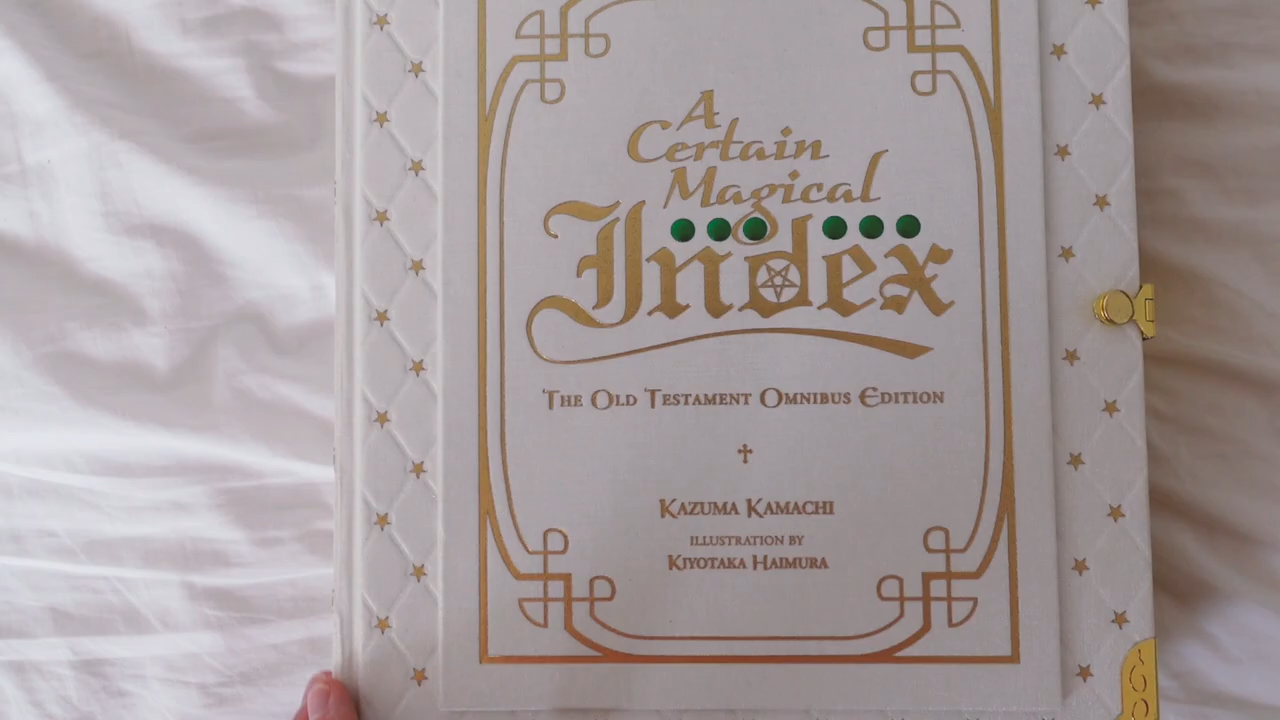 A
Certain
Magical
Index
The Old Testament Omnibus Edition
Kazuma Kamachi
illustration by
Kiyotaka Haimura